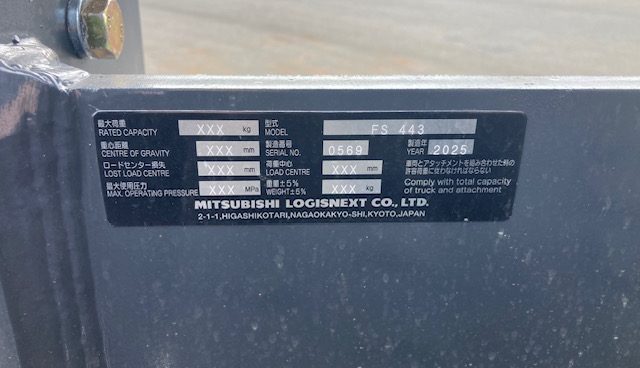 最大荷重 RATED CAPACITY XXX kg 型式 MODEL FS 443
重心距離 CENTRE OF GRAVITY XXX mm 製造番号 SERIAL NO. 0569 製造年 YEAR 2025
ロードセンター損失 LOST LOAD CENTRE XXX mm 荷重中心 LOAD CENTRE XXX mm
最大使用圧力 MAX. OPERATING PRESSURE XXX MPa 重量±5% WEIGHT±5% XXX kg
車両とアタッチメントを組み合わせた時の
許容荷重に従わなければならない
Comply with total capacity
of truck and attachment
MITSUBISHI LOGISNEXT CO., LTD.
2-1-1,HIGASHIKOTARI,NAGAOKAKYO-SHI,KYOTO,JAPAN